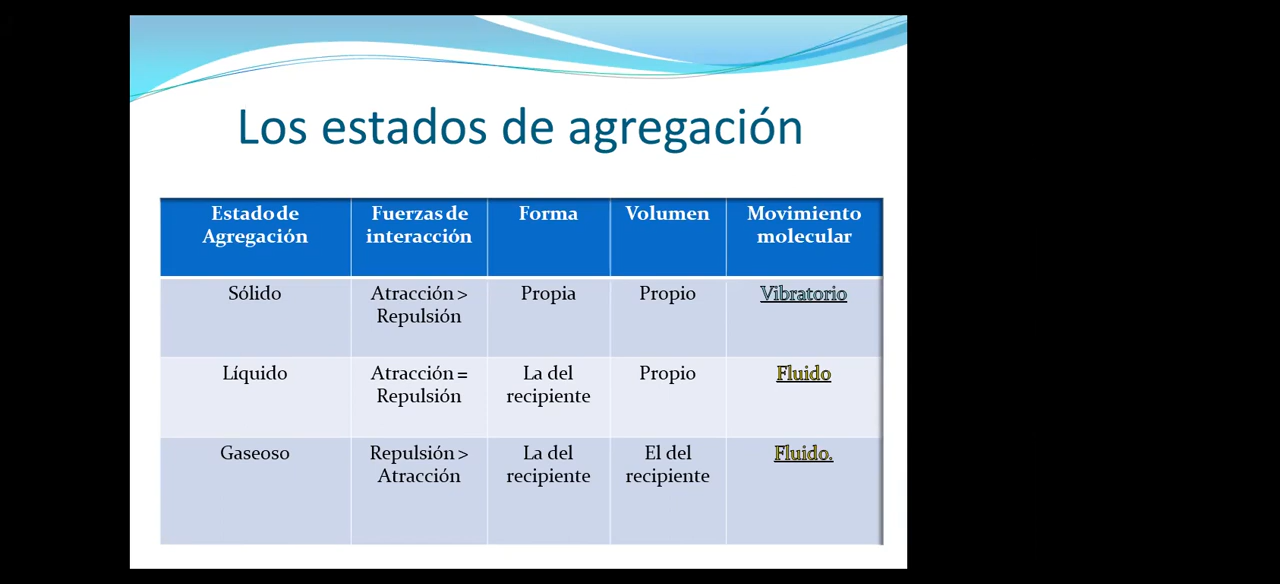 Los estados de agregación
Estado de
Agregación
Fuerzas de
interacción
Forma
Volumen
Movimiento
molecular
Sólido
Atracción >
Repulsión
Propia
Propio
Vibratorio
Líquido
Atracción =
Repulsión
La del
recipiente
Propio
Fluido
Gaseoso
Repulsión >
Atracción
La del
recipiente
El del
recipiente
Fluido.